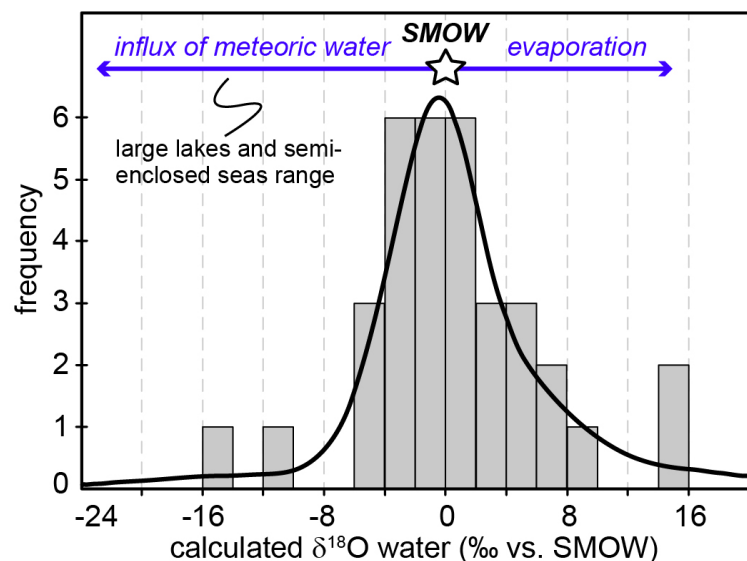 SMOW
influx of meteoric water
evaporation
large lakes and semi-
enclosed seas range
frequency
6
5
4
3
2
1
0
-24
-16
-8
0
8
16
calculated δ¹⁸O water (‰ vs. SMOW)